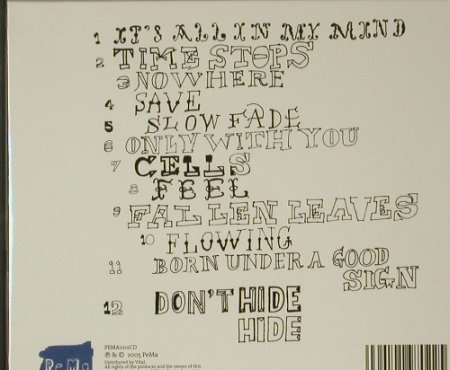 1 IT'S ALL IN MY MIND
2 TIME STOPS
3 NOWHERE
4 SAVE
5 SLOW FADE
6 ONLY WITH YOU
7 CELLS
8 FEEL
9 FALLEN LEAVES
10 FLOWING
11 BORN UNDER A GOOD
SIGN
12 DON'T HIDE
HIDE
PeMa
PEMA002CD
℗ & © 2005 PeMa
Distributed by Vital.
All rights of the producer and the owner of this